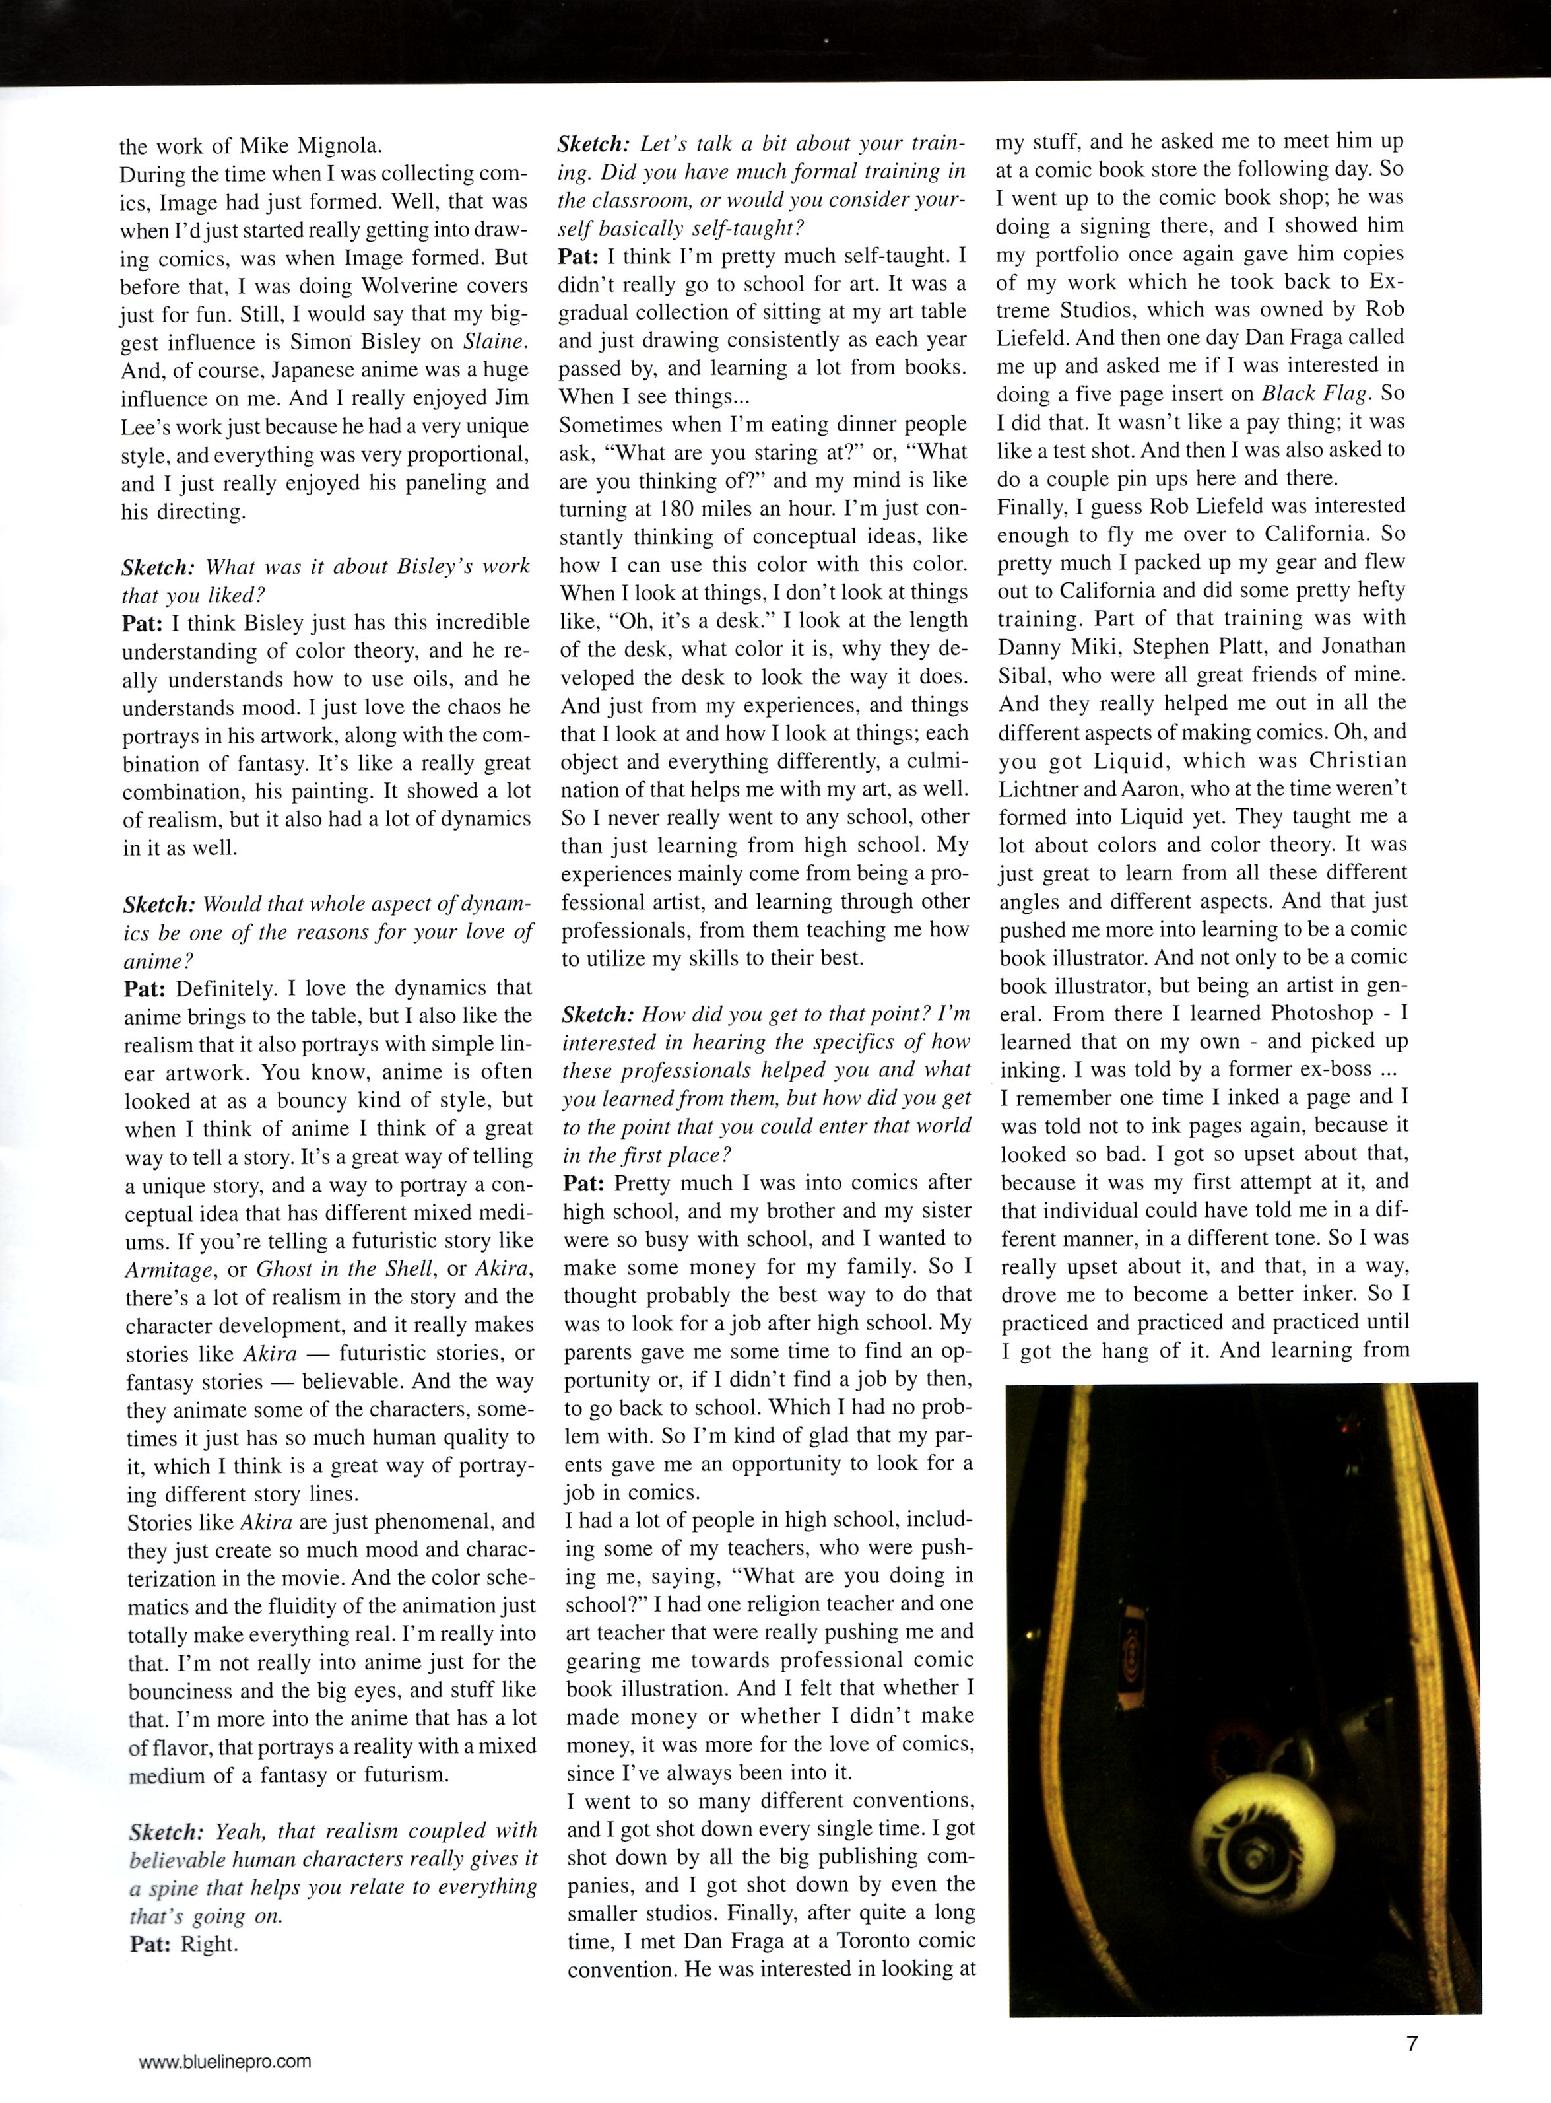 the work of Mike Mignola.
During the time when I was collecting com-
ics, Image had just formed. Well, that was
when I'd just started really getting into draw-
ing comics, was when Image formed. But
before that, I was doing Wolverine covers
just for fun. Still, I would say that my big-
gest influence is Simon Bisley on Slaine.
And, of course, Japanese anime was a huge
influence on me. And I really enjoyed Jim
Lee's work just because he had a very unique
style, and everything was very proportional,
and I just really enjoyed his paneling and
his directing.
Sketch: What was it about Bisley's work
that you liked?
Pat: I think Bisley just has this incredible
understanding of color theory, and he re-
ally understands how to use oils, and he
understands mood. I just love the chaos he
portrays in his artwork, along with the com-
bination of fantasy. It's like a really great
combination, his painting. It showed a lot
of realism, but it also had a lot of dynamics
in it as well.
Sketch: Would that whole aspect of dynam-
ics be one of the reasons for your love of
anime?
Pat: Definitely. I love the dynamics that
anime brings to the table, but I also like the
realism that it also portrays with simple lin-
ear artwork. You know, anime is often
looked at as a bouncy kind of style, but
when I think of anime I think of a great
way to tell a story. It's a great way of telling
a unique story, and a way to portray a con-
ceptual idea that has different mixed medi-
ums. If you're telling a futuristic story like
Armitage, or Ghost in the Shell, or Akira,
there's a lot of realism in the story and the
character development, and it really makes
stories like Akira — futuristic stories, or
fantasy stories — believable. And the way
they animate some of the characters, some-
times it just has so much human quality to
it, which I think is a great way of portray-
ing different story lines.
Stories like Akira are just phenomenal, and
they just create so much mood and charac-
terization in the movie. And the color sche-
matics and the fluidity of the animation just
totally make everything real. I'm really into
that. I'm not really into anime just for the
bounciness and the big eyes, and stuff like
that. I'm more into the anime that has a lot
of flavor, that portrays a reality with a mixed
medium of a fantasy or futurism.
Sketch: Yeah, that realism coupled with
believable human characters really gives it
a spine that helps you relate to everything
that's going on.
Pat: Right.
Sketch: Let's talk a bit about your train-
ing. Did you have much formal training in
the classroom, or would you consider your-
self basically self-taught?
Pat: I think I'm pretty much self-taught. I
didn't really go to school for art. It was a
gradual collection of sitting at my art table
and just drawing consistently as each year
passed by, and learning a lot from books.
When I see things...
Sometimes when I'm eating dinner people
ask, “What are you staring at?” or, “What
are you thinking of?” and my mind is like
turning at 180 miles an hour. I'm just con-
stantly thinking of conceptual ideas, like
how I can use this color with this color.
When I look at things, I don't look at things
like, “Oh, it's a desk.” I look at the length
of the desk, what color it is, why they de-
veloped the desk to look the way it does.
And just from my experiences, and things
that I look at and how I look at things; each
object and everything differently, a culmi-
nation of that helps me with my art, as well.
So I never really went to any school, other
than just learning from high school. My
experiences mainly come from being a pro-
fessional artist, and learning through other
professionals, from them teaching me how
to utilize my skills to their best.
Sketch: How did you get to that point? I'm
interested in hearing the specifics of how
these professionals helped you and what
you learned from them, but how did you get
to the point that you could enter that world
in the first place?
Pat: Pretty much I was into comics after
high school, and my brother and my sister
were so busy with school, and I wanted to
make some money for my family. So I
thought probably the best way to do that
was to look for a job after high school. My
parents gave me some time to find an op-
portunity or, if I didn't find a job by then,
to go back to school. Which I had no prob-
lem with. So I'm kind of glad that my par-
ents gave me an opportunity to look for a
job in comics.
I had a lot of people in high school, includ-
ing some of my teachers, who were push-
ing me, saying, “What are you doing in
school?” I had one religion teacher and one
art teacher that were really pushing me and
gearing me towards professional comic
book illustration. And I felt that whether I
made money or whether I didn't make
money, it was more for the love of comics,
since I've always been into it.
I went to so many different conventions,
and I got shot down every single time. I got
shot down by all the big publishing com-
panies, and I got shot down by even the
smaller studios. Finally, after quite a long
time, I met Dan Fraga at a Toronto comic
convention. He was interested in looking at
my stuff, and he asked me to meet him up
at a comic book store the following day. So
I went up to the comic book shop; he was
doing a signing there, and I showed him
my portfolio once again gave him copies
of my work which he took back to Ex-
treme Studios, which was owned by Rob
Liefeld. And then one day Dan Fraga called
me up and asked me if I was interested in
doing a five page insert on Black Flag. So
I did that. It wasn't like a pay thing; it was
like a test shot. And then I was also asked to
do a couple pin ups here and there.
Finally, I guess Rob Liefeld was interested
enough to fly me over to California. So
pretty much I packed up my gear and flew
out to California and did some pretty hefty
training. Part of that training was with
Danny Miki, Stephen Platt, and Jonathan
Sibal, who were all great friends of mine.
And they really helped me out in all the
different aspects of making comics. Oh, and
you got Liquid, which was Christian
Lichtner and Aaron, who at the time weren't
formed into Liquid yet. They taught me a
lot about colors and color theory. It was
just great to learn from all these different
angles and different aspects. And that just
pushed me more into learning to be a comic
book illustrator. And not only to be a comic
book illustrator, but being an artist in gen-
eral. From there I learned Photoshop - I
learned that on my own - and picked up
inking. I was told by a former ex-boss ...
I remember one time I inked a page and I
was told not to ink pages again, because it
looked so bad. I got so upset about that,
because it was my first attempt at it, and
that individual could have told me in a dif-
ferent manner, in a different tone. So I was
really upset about it, and that, in a way,
drove me to become a better inker. So I
practiced and practiced and practiced until
I got the hang of it. And learning from
www.bluelinepro.com
7